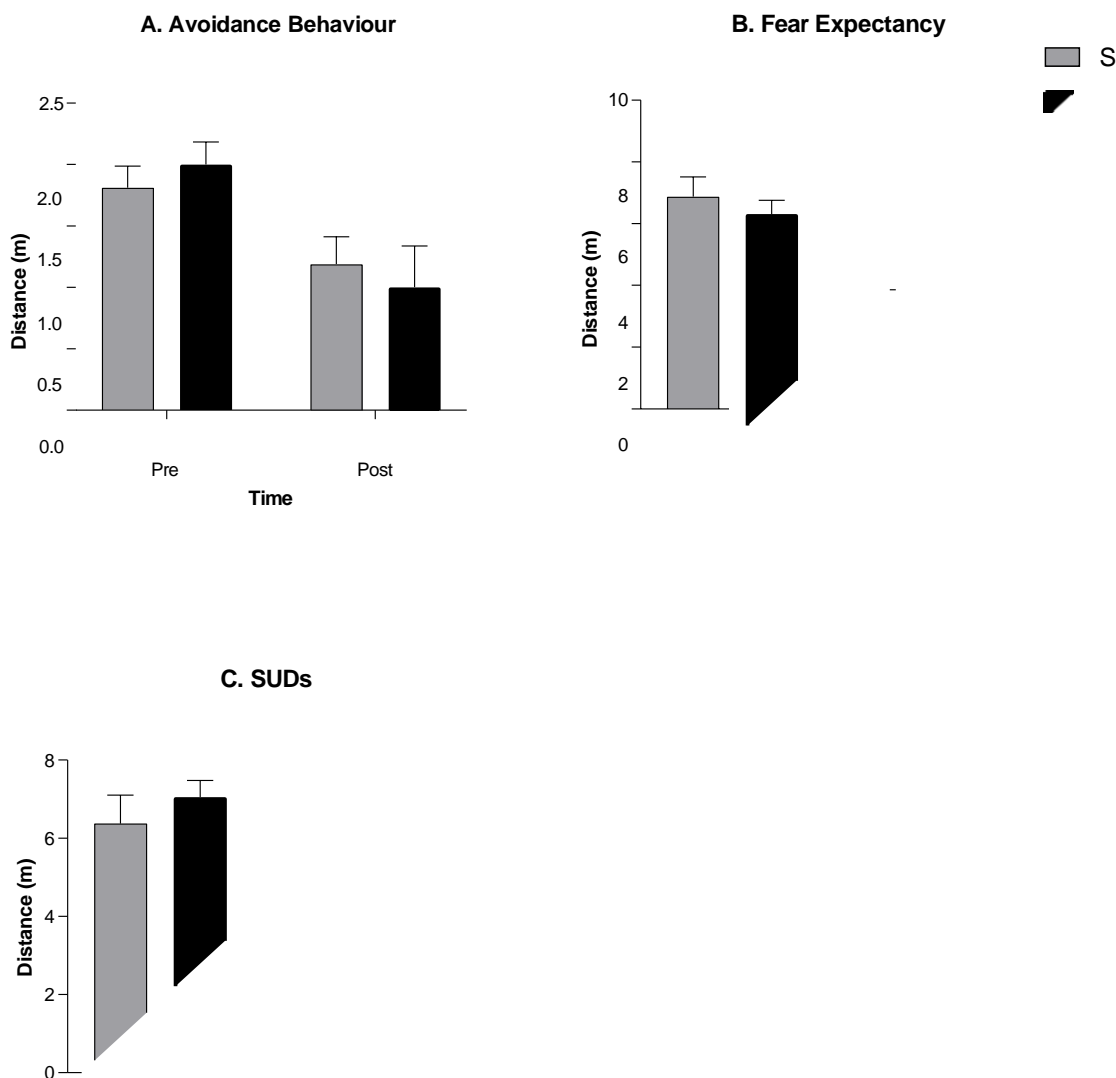 A. Avoidance Behaviour
2.5
2.0
1.5
1.0
0.5
0.0
Distance (m)
Pre
Post
Time
B. Fear Expectancy
10
8
6
4
2
0
Distance (m)
S
C. SUDs
8
6
4
2
0
Distance (m)